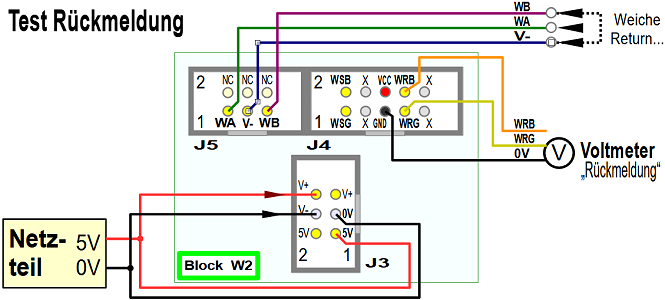 Test Rückmeldung
WB
WA
V-
Weiche
Return...
2 NC NC NC
1 WA V- WB
J5
2 WSB X VCC WRB X
1 WSG X GND WRG X
J4
WRB
WRG
0V
V
Voltmeter
„Rückmeldung"
V+ V+
V- 0V
5V 5V
2 1
J3
Netz-
teil
5V
0V
Block W2